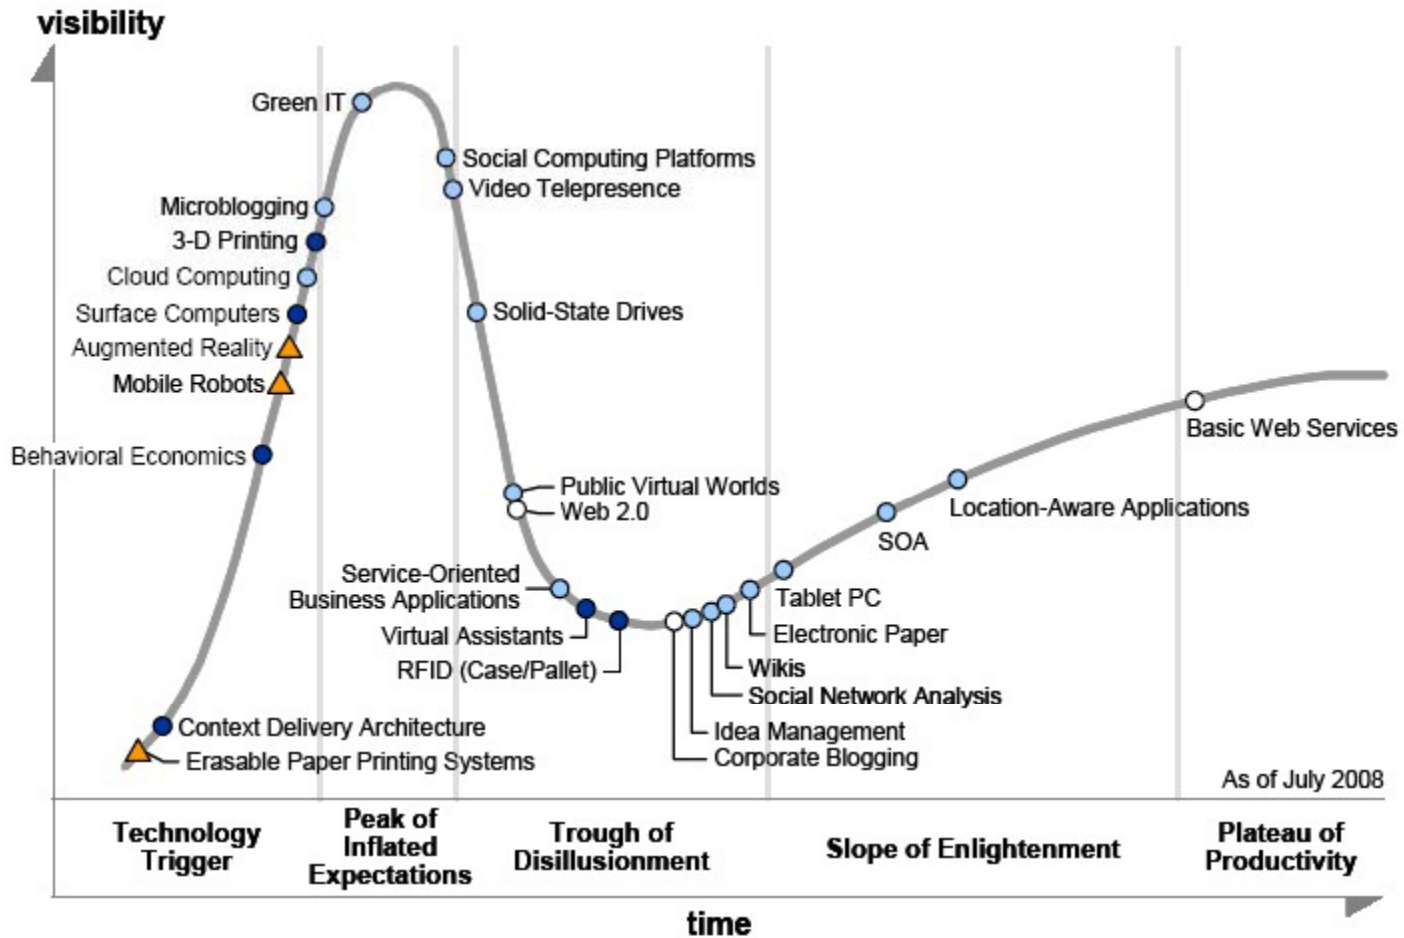 visibility
Green IT
Social Computing Platforms
Video Telepresence
Microblogging
3-D Printing
Cloud Computing
Surface Computers
Solid-State Drives
Augmented Reality
Mobile Robots
Basic Web Services
Behavioral Economics
Public Virtual Worlds
Web 2.0
Location-Aware Applications
SOA
Service-Oriented
Business Applications
Tablet PC
Virtual Assistants
Electronic Paper
RFID (Case/Pallet)
Wikis
Social Network Analysis
Context Delivery Architecture
Idea Management
Erasable Paper Printing Systems
Corporate Blogging
As of July 2008
Technology
Trigger
Peak of
Inflated
Expectations
Trough of
Disillusionment
Slope of Enlightenment
Plateau of
Productivity
time